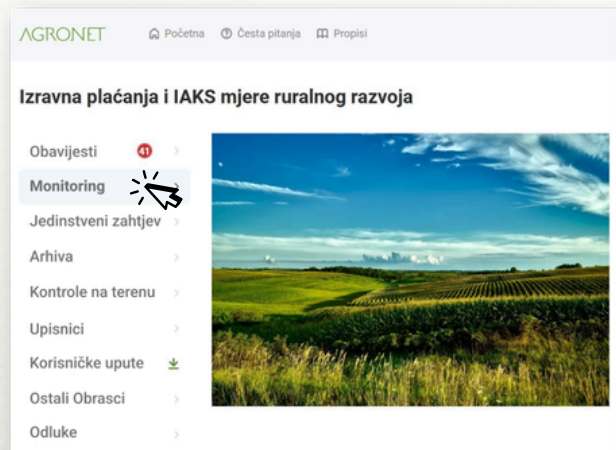 AGRONET
Početna Česta pitanja Propisi
Izravna plaćanja i IAKS mjere ruralnog razvoja
Obavijesti 41
Monitoring
Jedinstveni zahtjev
Arhiva
Kontrole na terenu
Upisnici
Korisničke upute
Ostali Obrasci
Odluke